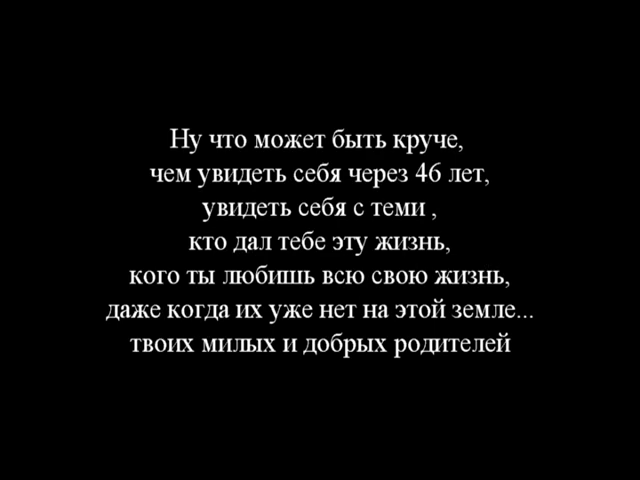 Ну что может быть круче,
чем увидеть себя через 46 лет,
увидеть себя с теми ,
кто дал тебе эту жизнь,
кого ты любишь всю свою жизнь,
даже когда их уже нет на этой земле...
твоих милых и добрых родителей